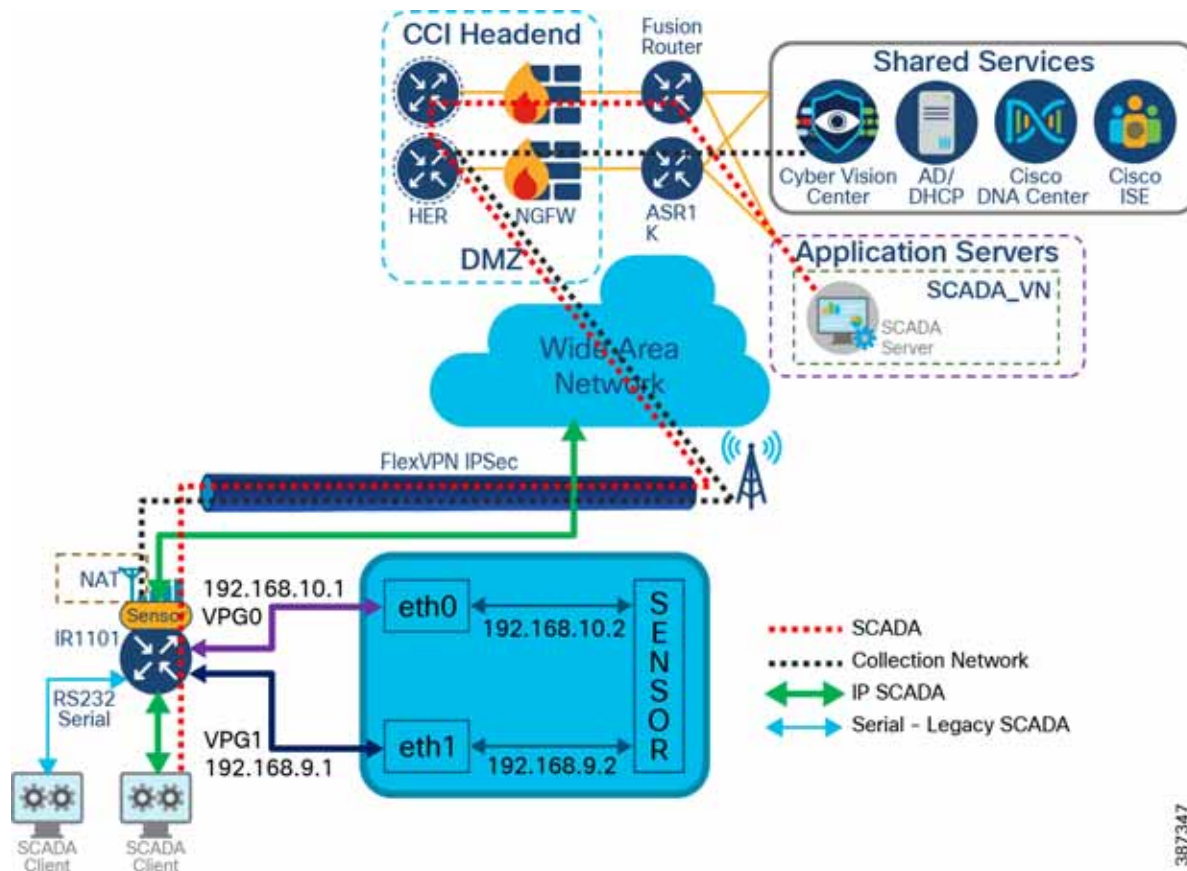 CCI Headend
HER
NGFW
DMZ
Fusion
Router
ASR1
K
Shared Services
Cyber Vision
Center
AD/
DHCP
Cisco
DNA Center
Cisco
ISE
Application Servers
SCADA_VN
SCADA
Server
Wide Area
Network
FlexVPN IPSec
NAT
Sensor
IR1101
192.168.10.1
VPG0
RS232
Serial
VPG1
192.168.9.1
SCADA
Client
SCADA
Client
eth0
192.168.10.2
eth1
192.168.9.2
S
E
N
S
O
R
SCADA
Collection Network
IP SCADA
Serial - Legacy SCADA
387347